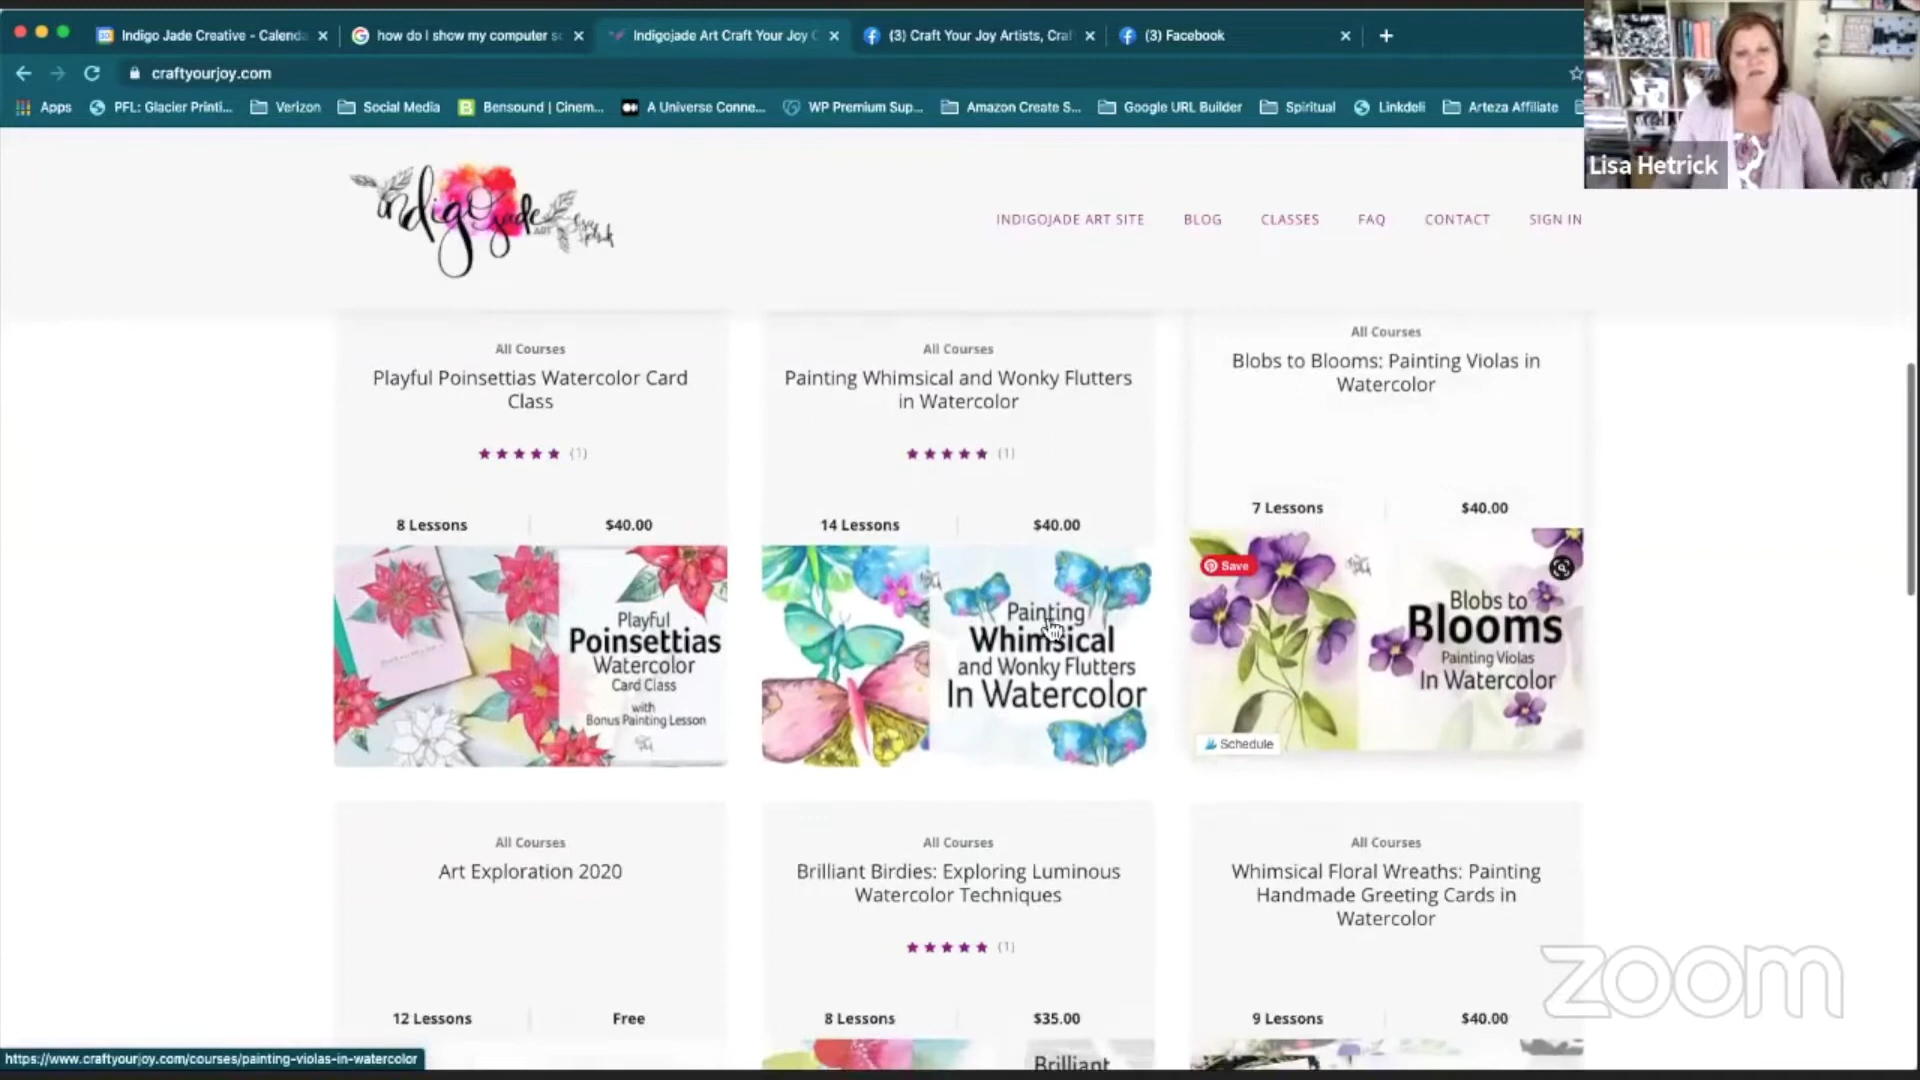 Indigo Jade Creative - Calenda
how do I show my computer sc
Indigojade Art Craft Your Joy C
(3) Craft Your Joy Artists, Craf
(3) Facebook
craftyourjoy.com
Apps
PFL: Glacier Printi...
Verizon
Social Media
Bensound | Cinem...
A Universe Conne...
WP Premium Sup...
Amazon Create S...
Google URL Builder
Spiritual
Linkdeli
Arteza Affiliate
Lisa Hetrick
indigojade
ART
INDIGOJADE ART SITE
BLOG
CLASSES
FAQ
CONTACT
SIGN IN
All Courses
Playful Poinsettias Watercolor Card
Class
(1)
8 Lessons
$40.00
Playful
Poinsettias
Watercolor
Card Class
with
Bonus Painting Lesson
All Courses
Painting Whimsical and Wonky Flutters
in Watercolor
(1)
14 Lessons
$40.00
Painting
Whimsical
and Wonky Flutters
In Watercolor
All Courses
Blobs to Blooms: Painting Violas in
Watercolor
7 Lessons
$40.00
Save
Blobs to
Blooms
Painting Violas
In Watercolor
Schedule
All Courses
Art Exploration 2020
12 Lessons
Free
All Courses
Brilliant Birdies: Exploring Luminous
Watercolor Techniques
(1)
8 Lessons
$35.00
Brilliant
All Courses
Whimsical Floral Wreaths: Painting
Handmade Greeting Cards in
Watercolor
9 Lessons
$40.00
zoom
https://www.craftyourjoy.com/courses/painting-violas-in-watercolor